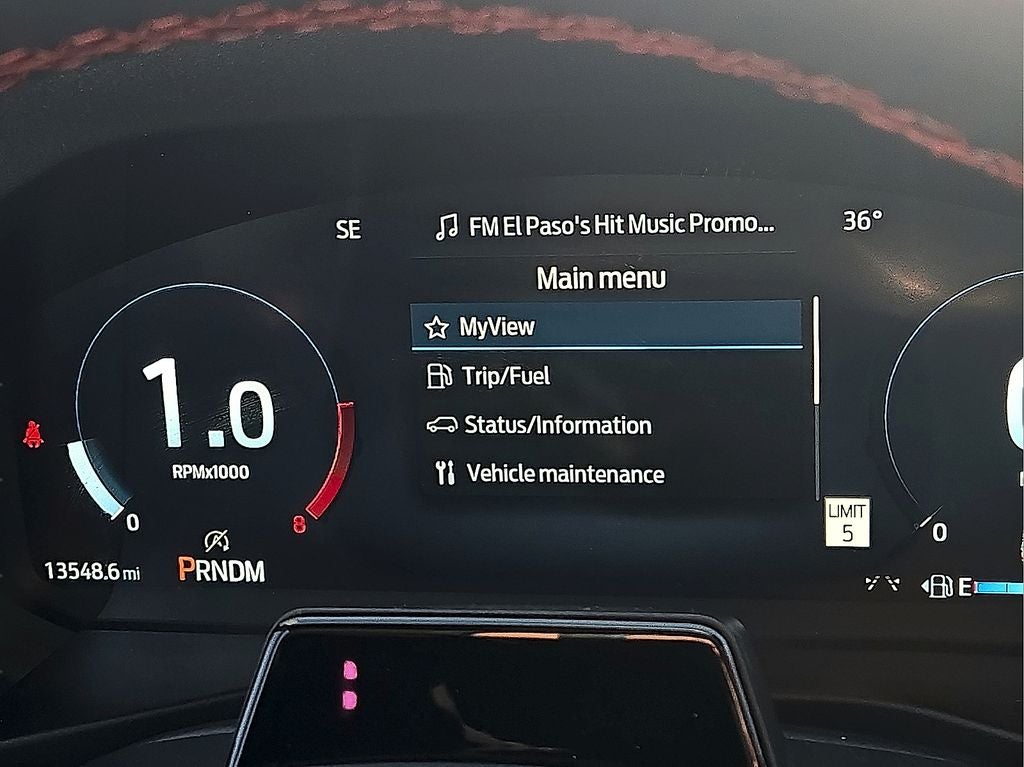 SE
FM El Paso's Hit Music Promo...
36°
Main menu
MyView
Trip/Fuel
Status/Information
Vehicle maintenance
1.0
RPMx1000
0
8
LIMIT
5
0
13548.6 mi
PRNDM
E